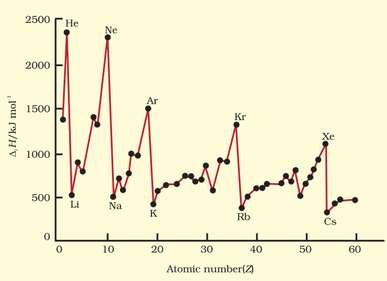 2500
He
Ne
2000
1500
Ar
Kr
Xe
1000
500
Li
Na
K
Rb
Cs
0
0 10 20 30 40 50 60
Δᵢ H/kJ mol⁻¹
Atomic number(Z)